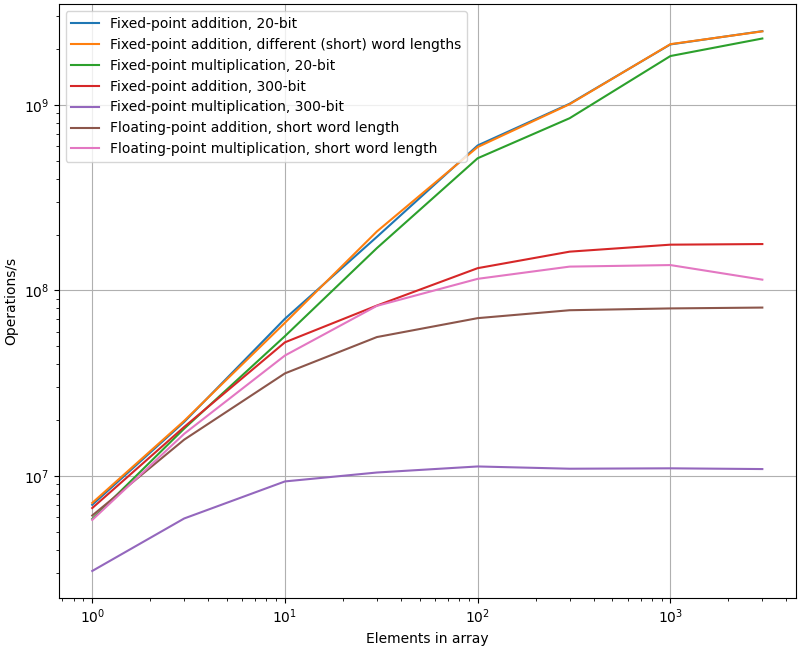 Fixed-point addition, 20-bit
Fixed-point addition, different (short) word lengths
Fixed-point multiplication, 20-bit
Fixed-point addition, 300-bit
Fixed-point multiplication, 300-bit
Floating-point addition, short word length
Floating-point multiplication, short word length
10⁹
10⁸
10⁷
Operations/s
10⁰ 10¹ 10² 10³
Elements in array